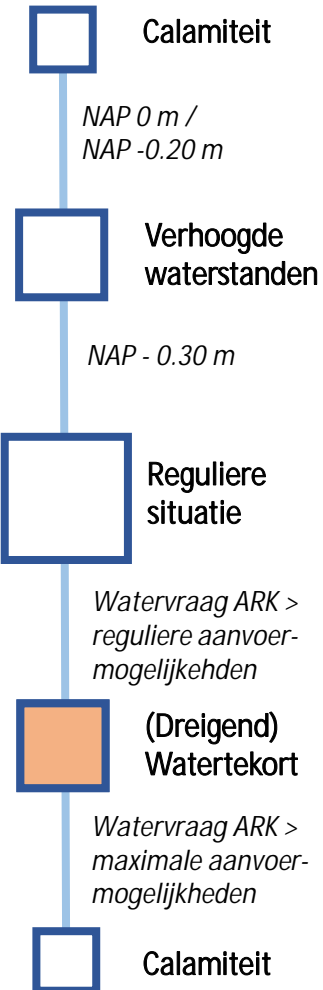 Calamiteit
NAP 0 m /
NAP -0.20 m
Verhoogde
waterstanden
NAP - 0.30 m
Reguliere
situatie
Watervraag ARK >
reguliere aanvoer-
mogelijkehden
(Dreigend)
Watertekort
Watervraag ARK >
maximale aanvoer-
mogelijkheden
Calamiteit